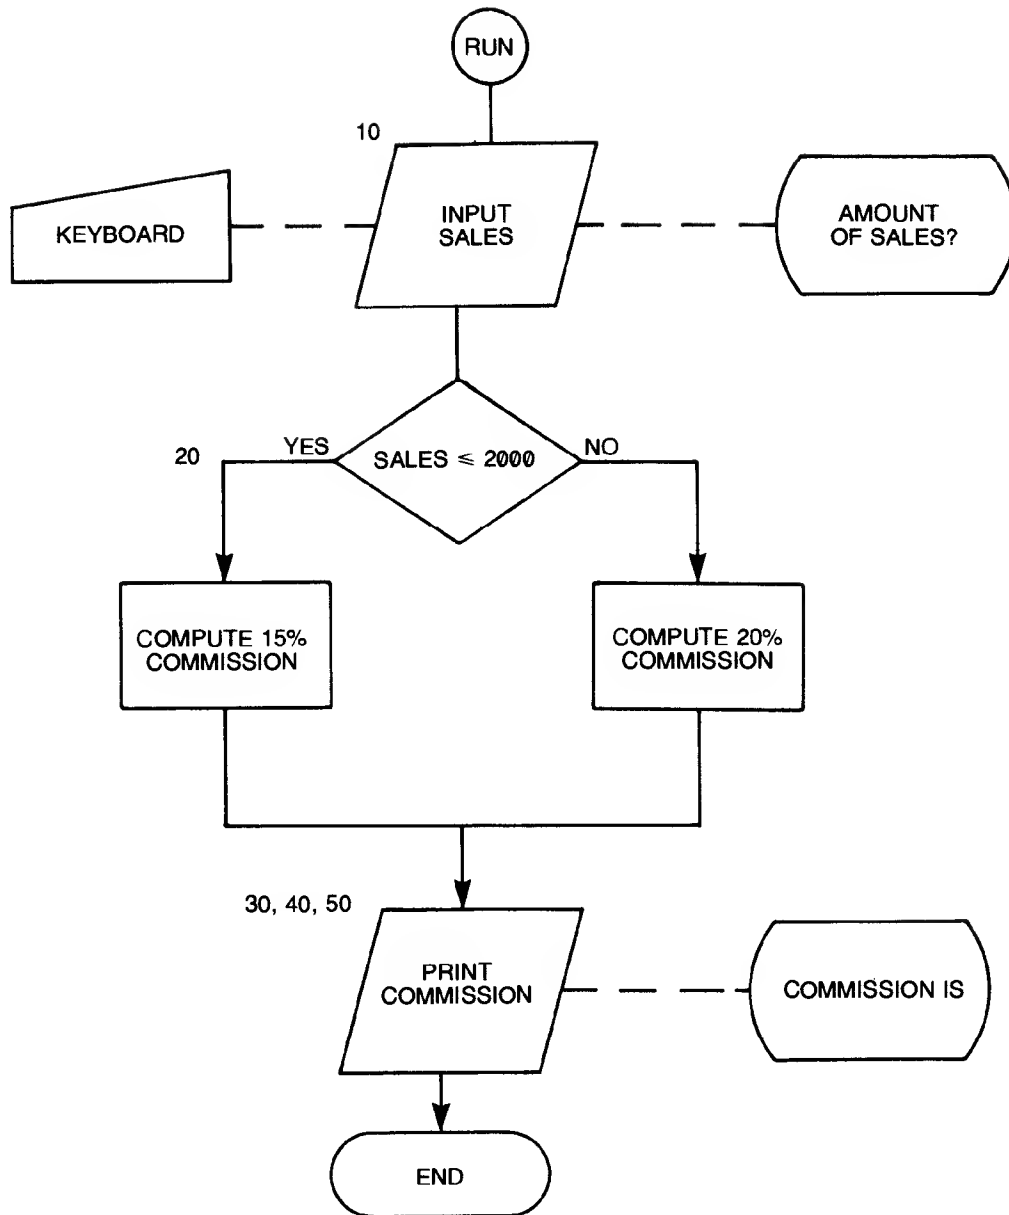 RUN
10
KEYBOARD
INPUT
SALES
AMOUNT
OF SALES?
20
YES
SALES ≤ 2000
NO
COMPUTE 15%
COMMISSION
COMPUTE 20%
COMMISSION
30, 40, 50
PRINT
COMMISSION
COMMISSION IS
END